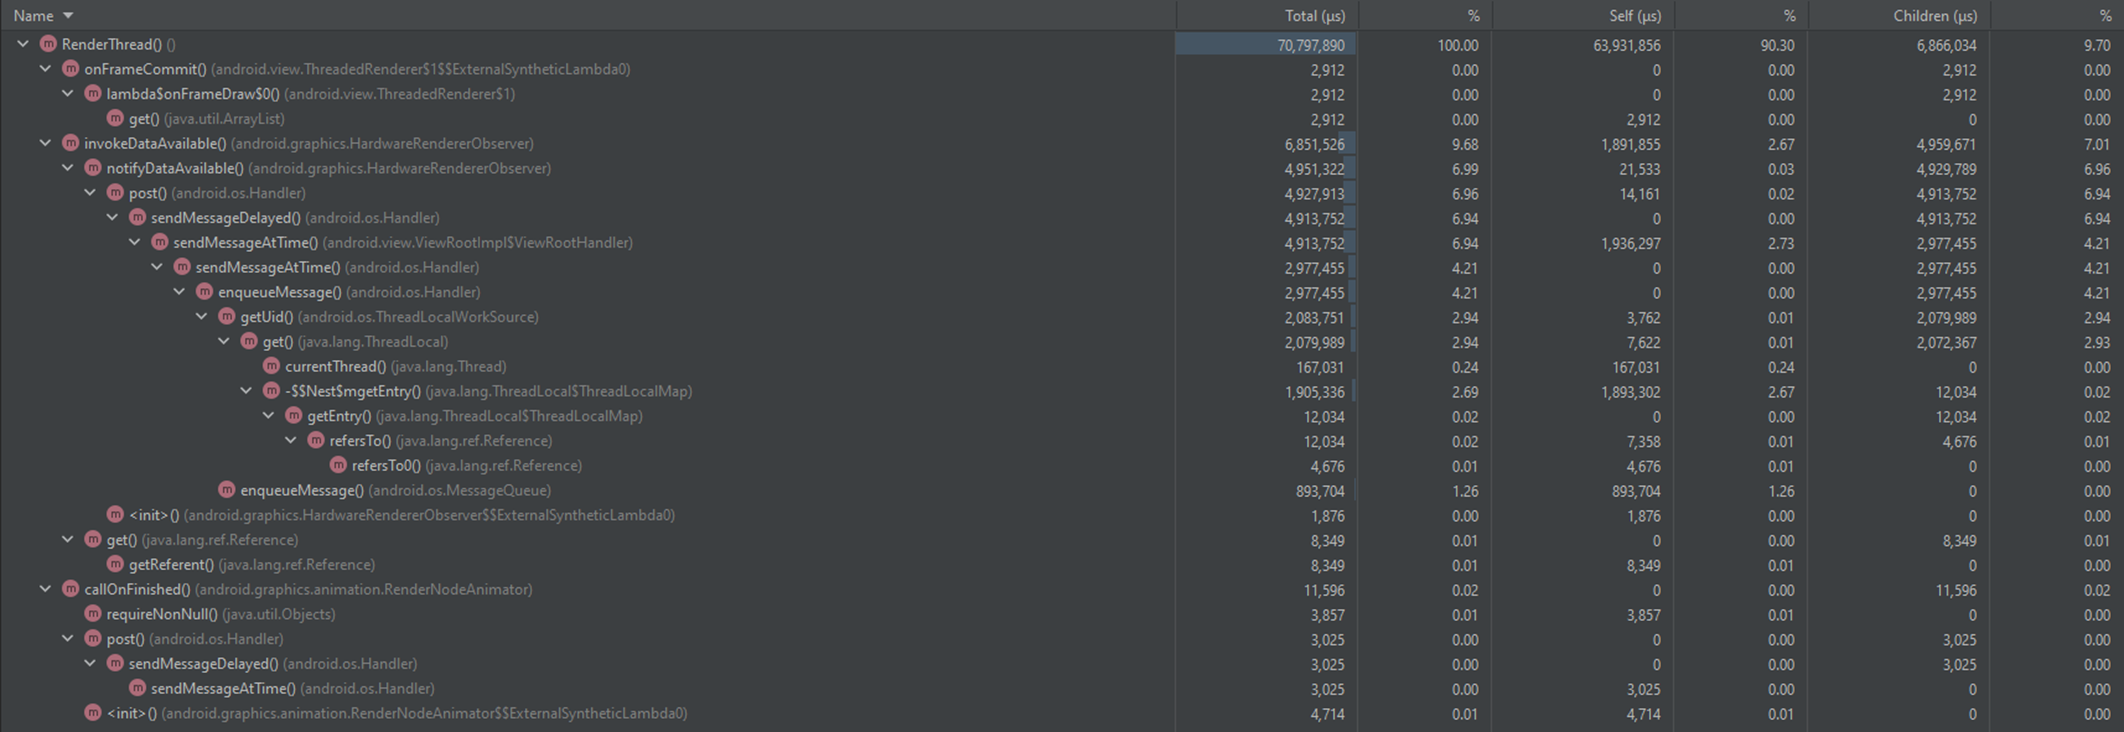 Name Total (µs) % Self (µs) % Children (µs) %
m RenderThread() () 70,797,890 100.00 63,931,856 90.30 6,866,034 9.70
m onFrameCommit() (android.view.ThreadedRenderer$1$$ExternalSyntheticLambda0) 2,912 0.00 0 0.00 2,912 0.00
m lambda$onFrameDraw$0() (android.view.ThreadedRenderer$1) 2,912 0.00 0 0.00 2,912 0.00
m get() (java.util.ArrayList) 2,912 0.00 2,912 0.00 0 0.00
m invokeDataAvailable() (android.graphics.HardwareRendererObserver) 6,851,526 9.68 1,891,855 2.67 4,959,671 7.01
m notifyDataAvailable() (android.graphics.HardwareRendererObserver) 4,951,322 6.99 21,533 0.03 4,929,789 6.96
m post() (android.os.Handler) 4,927,913 6.96 14,161 0.02 4,913,752 6.94
m sendMessageDelayed() (android.os.Handler) 4,913,752 6.94 0 0.00 4,913,752 6.94
m sendMessageAtTime() (android.view.ViewRootImpl$ViewRootHandler) 4,913,752 6.94 1,936,297 2.73 2,977,455 4.21
m sendMessageAtTime() (android.os.Handler) 2,977,455 4.21 0 0.00 2,977,455 4.21
m enqueueMessage() (android.os.Handler) 2,977,455 4.21 0 0.00 2,977,455 4.21
m getUid() (android.os.ThreadLocalWorkSource) 2,083,751 2.94 3,762 0.01 2,079,989 2.94
m get() (java.lang.ThreadLocal) 2,079,989 2.94 7,622 0.01 2,072,367 2.93
m currentThread() (java.lang.Thread) 167,031 0.24 167,031 0.24 0 0.00
m -$$Nest$mgetEntry() (java.lang.ThreadLocal$ThreadLocalMap) 1,905,336 2.69 1,893,302 2.67 12,034 0.02
m getEntry() (java.lang.ThreadLocal$ThreadLocalMap) 12,034 0.02 0 0.00 12,034 0.02
m refersTo() (java.lang.ref.Reference) 12,034 0.02 7,358 0.01 4,676 0.01
m refersTo0() (java.lang.ref.Reference) 4,676 0.01 4,676 0.01 0 0.00
m enqueueMessage() (android.os.MessageQueue) 893,704 1.26 893,704 1.26 0 0.00
m <init>() (android.graphics.HardwareRendererObserver$$ExternalSyntheticLambda0) 1,876 0.00 1,876 0.00 0 0.00
m get() (java.lang.ref.Reference) 8,349 0.01 0 0.00 8,349 0.01
m getReferent() (java.lang.ref.Reference) 8,349 0.01 8,349 0.01 0 0.00
m callOnFinished() (android.graphics.animation.RenderNodeAnimator) 11,596 0.02 0 0.00 11,596 0.02
m requireNonNull() (java.util.Objects) 3,857 0.01 3,857 0.01 0 0.00
m post() (android.os.Handler) 3,025 0.00 0 0.00 3,025 0.00
m sendMessageDelayed() (android.os.Handler) 3,025 0.00 0 0.00 3,025 0.00
m sendMessageAtTime() (android.os.Handler) 3,025 0.00 3,025 0.00 0 0.00
m <init>() (android.graphics.animation.RenderNodeAnimator$$ExternalSyntheticLambda0) 4,714 0.01 4,714 0.01 0 0.00